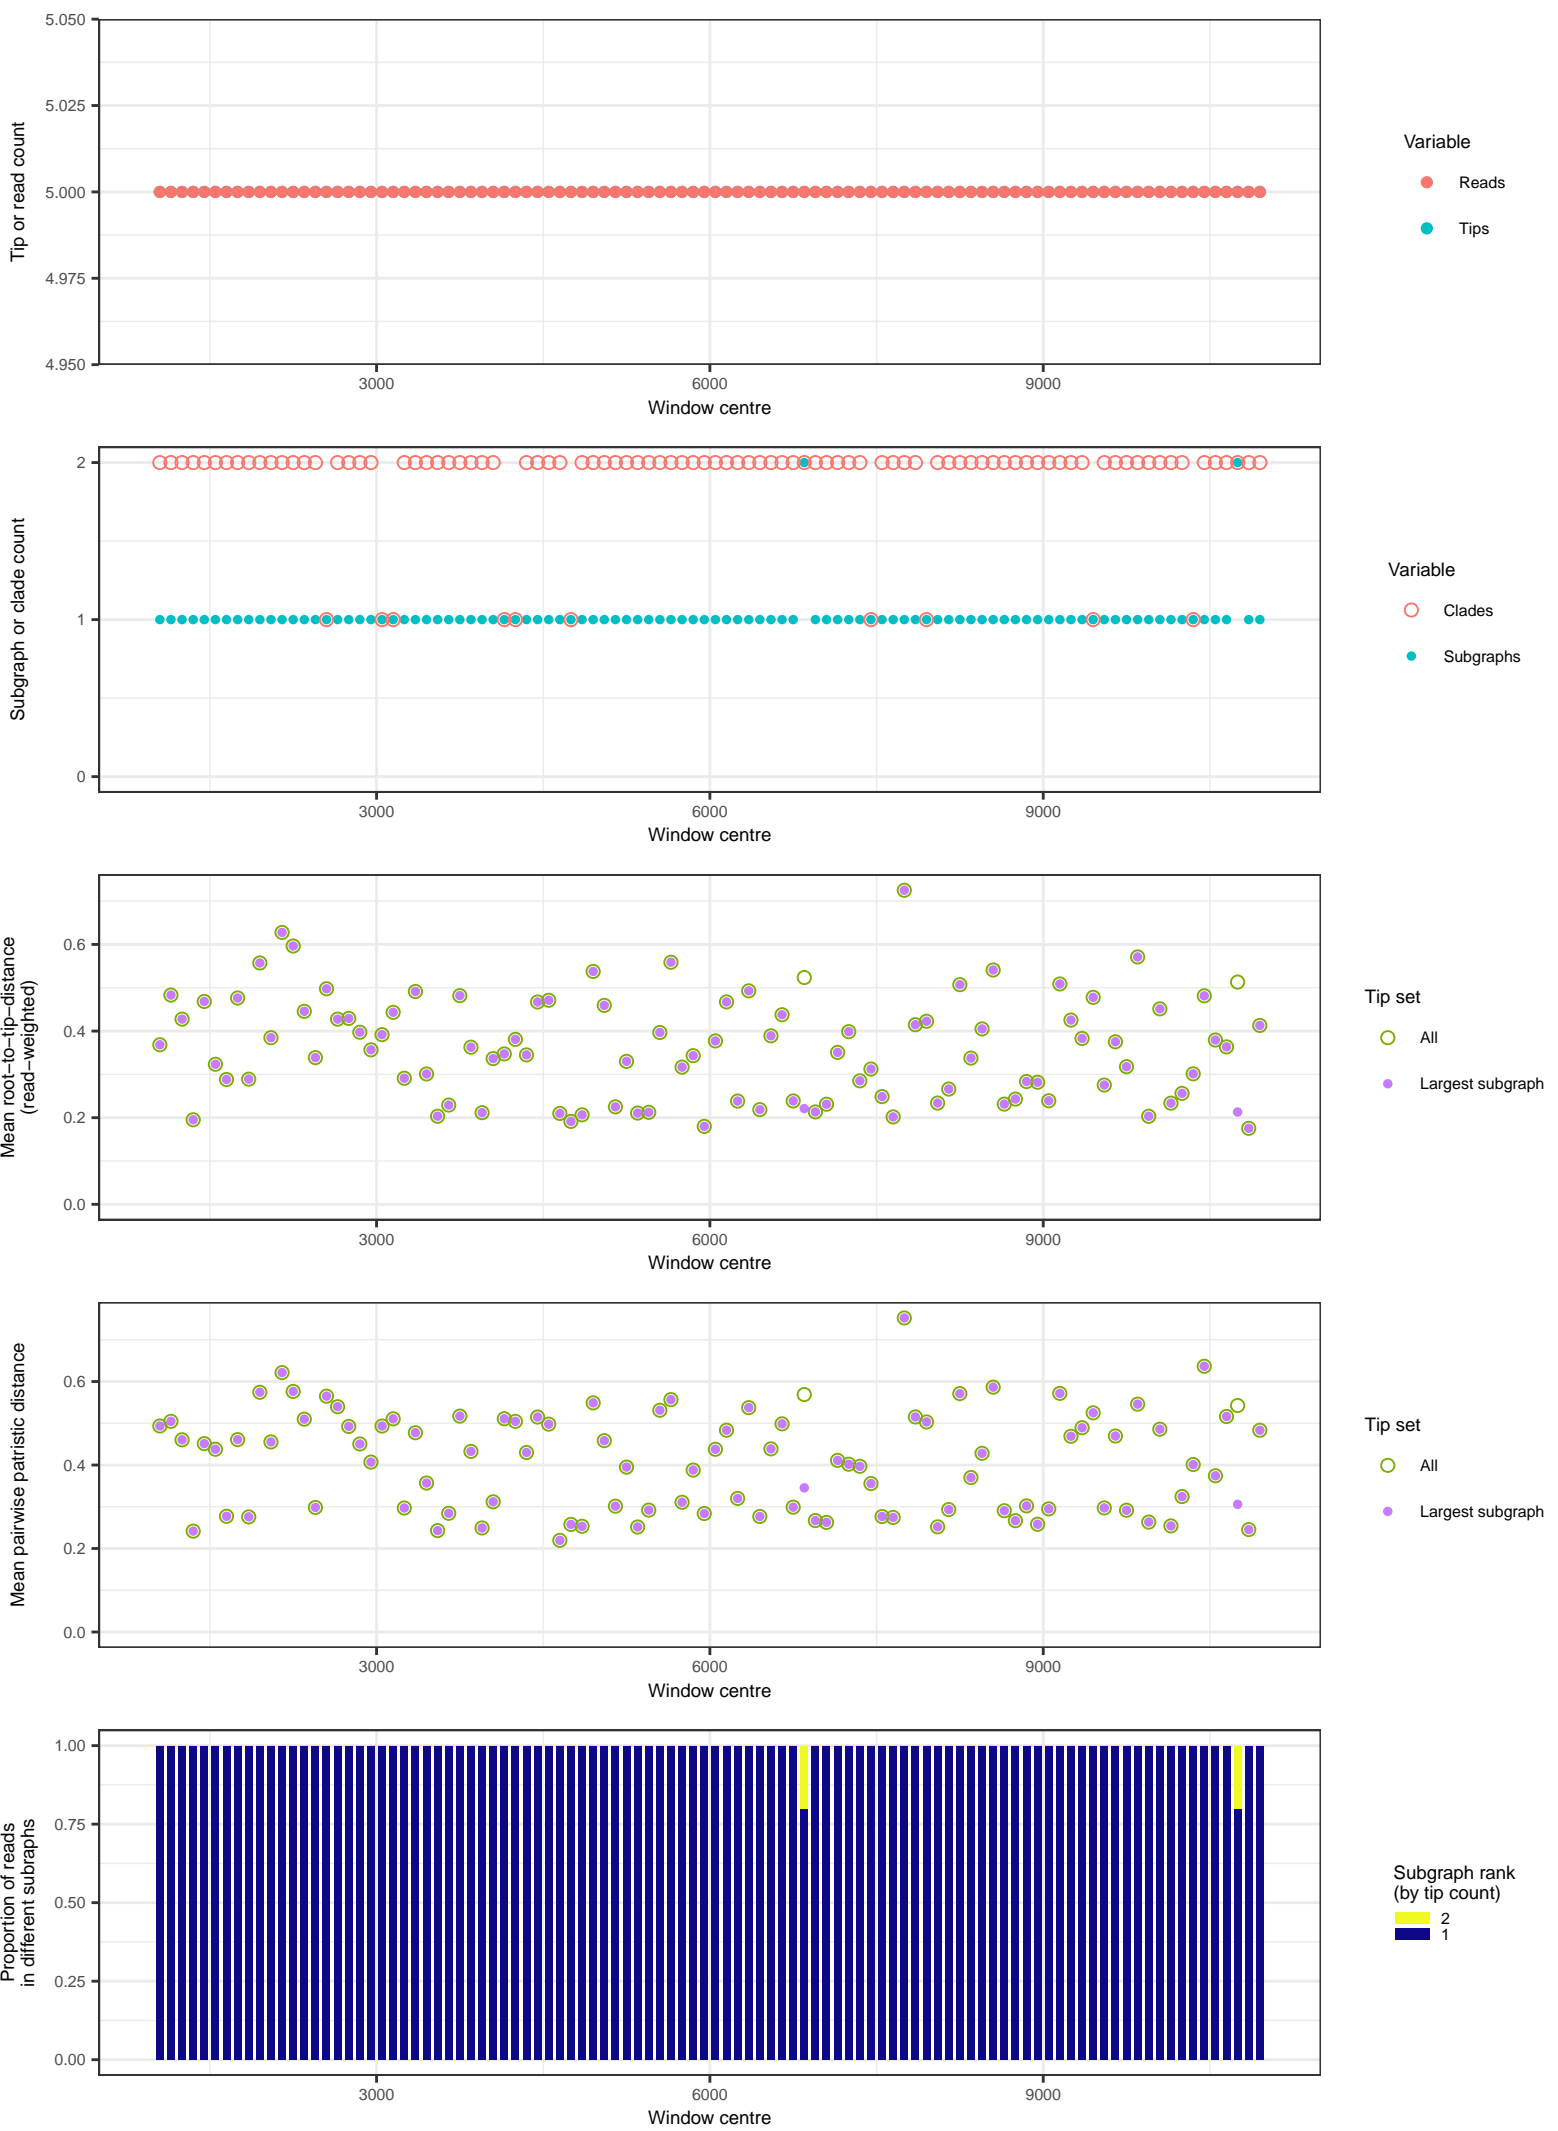 5.050
5.025
5.000
4.975
4.950
Tip or read count
3000
6000
9000
Window centre
Variable
Reads
Tips
2
1
0
Subgraph or clade count
3000
6000
9000
Window centre
Variable
Clades
Subgraphs
0.6
0.4
0.2
0.0
Mean root−to−tip−distance
(read−weighted)
3000
6000
9000
Window centre
Tip set
All
Largest subgraph
0.6
0.4
0.2
0.0
Mean pairwise patristic distance
3000
6000
9000
Window centre
Tip set
All
Largest subgraph
1.00
0.75
0.50
0.25
0.00
Proportion of reads
in different subraphs
3000
6000
9000
Window centre
Subgraph rank
(by tip count)
2
1